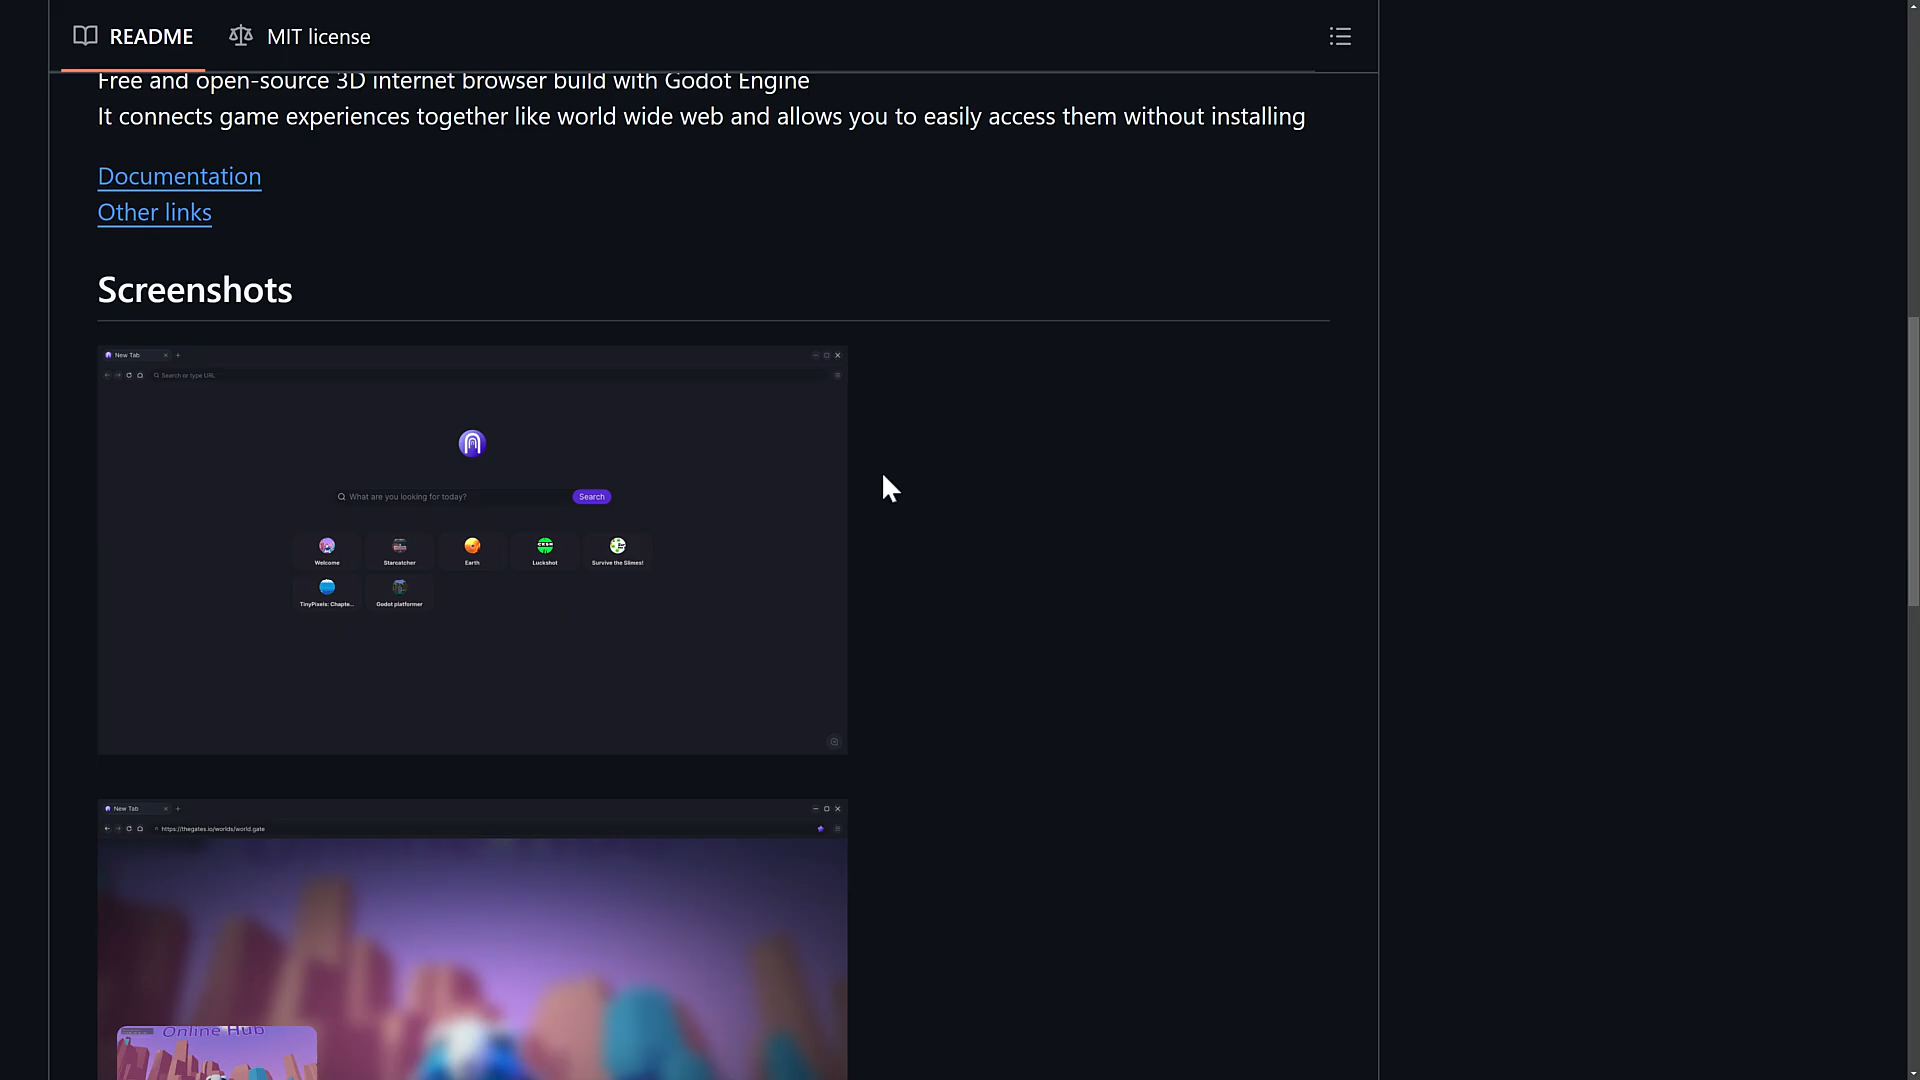 README MIT license
Free and open-source 3D internet browser build with Godot Engine
It connects game experiences together like world wide web and allows you to easily access them without installing
Documentation
Other links
Screenshots
New Tab
Search or type URL
What are you looking for today? Search
Welcome Starcatcher Earth Luckshot Survive the Slimes!
TinyPixels: Chapte... Godot platformer
New Tab
https://thegates.io/worlds/world.gate
Online Hub